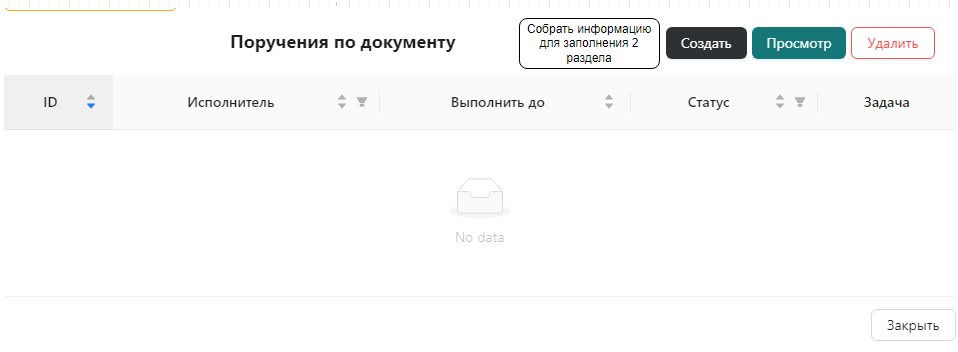 Поручения по документу
Собрать информацию
для заполнения 2
раздела
Создать
Просмотр
Удалить
ID
Исполнитель
Выполнить до
Статус
Задача
No data
Закрыть